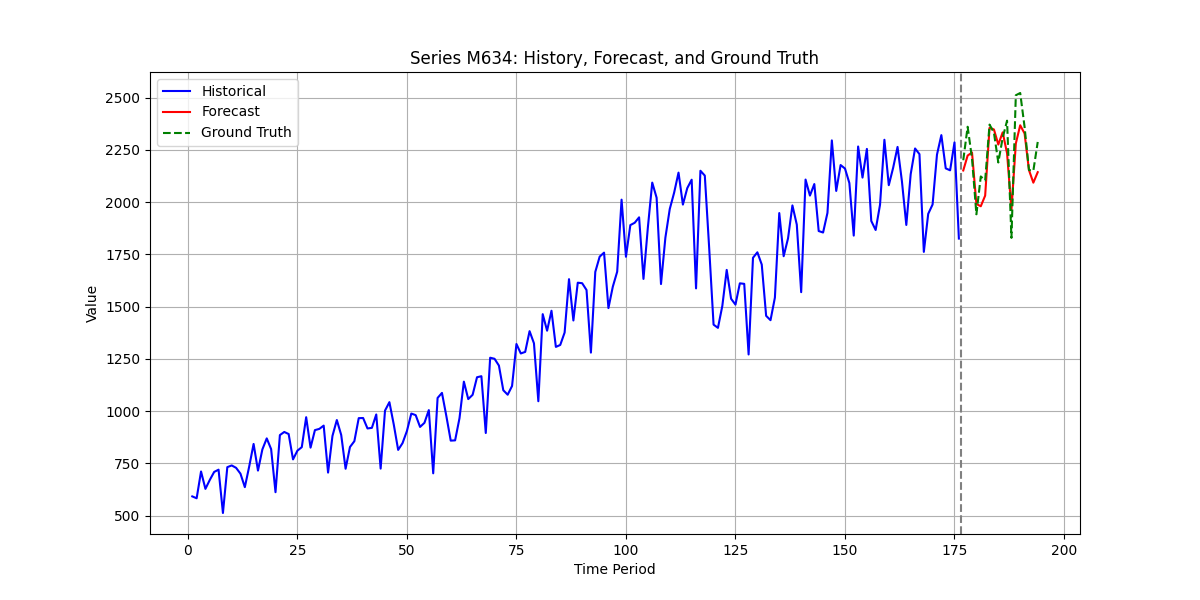 Series M634: History, Forecast, and Ground Truth
Historical
Forecast
Ground Truth
Value
2500
2250
2000
1750
1500
1250
1000
750
500
0 25 50 75 100 125 150 175 200
Time Period